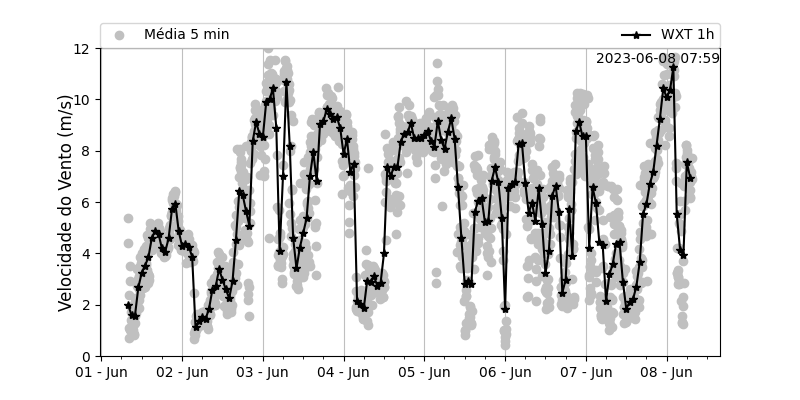 Média 5 min
WXT 1h
2023-06-08 07:59
Velocidade do Vento (m/s)
12
10
8
6
4
2
0
01 - Jun
02 - Jun
03 - Jun
04 - Jun
05 - Jun
06 - Jun
07 - Jun
08 - Jun